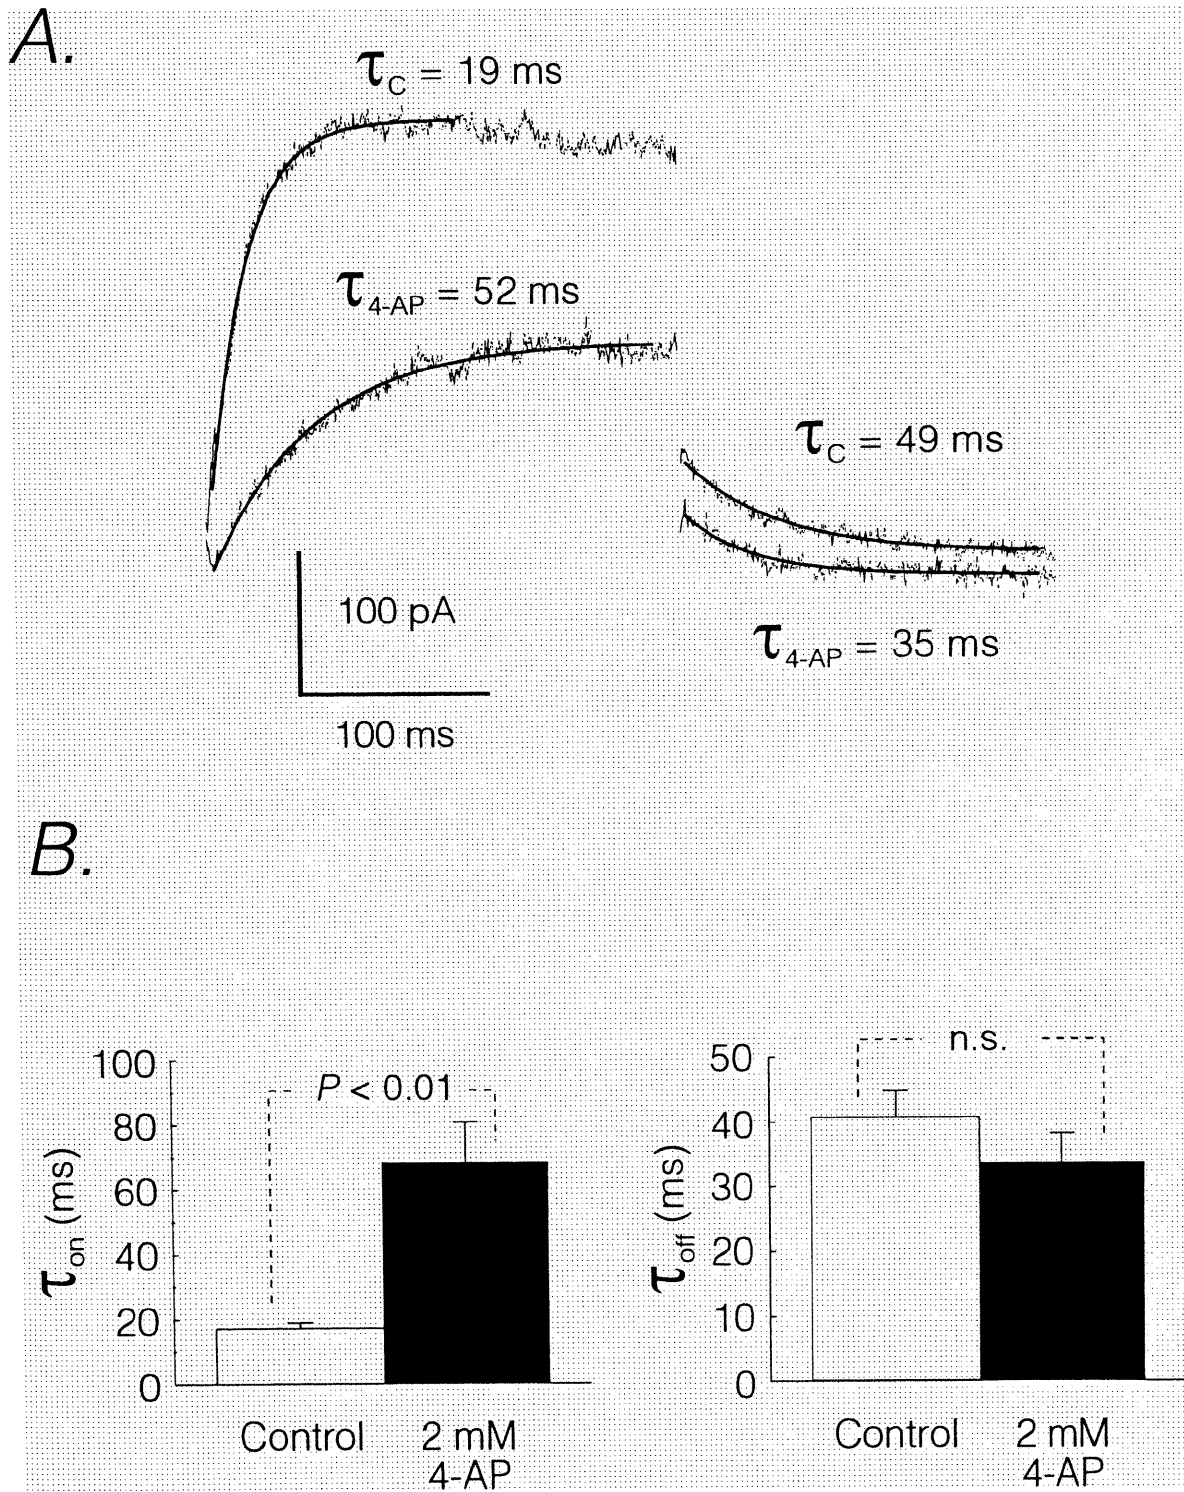 A.
τC = 19 ms
τ4-AP = 52 ms
τC = 49 ms
100 pA
τ4-AP = 35 ms
100 ms
B.
100
80
60
40
20
0
τon (ms)
P < 0.01
Control
2 mM
4-AP
50
40
30
20
10
0
τoff (ms)
n.s.
Control
2 mM
4-AP